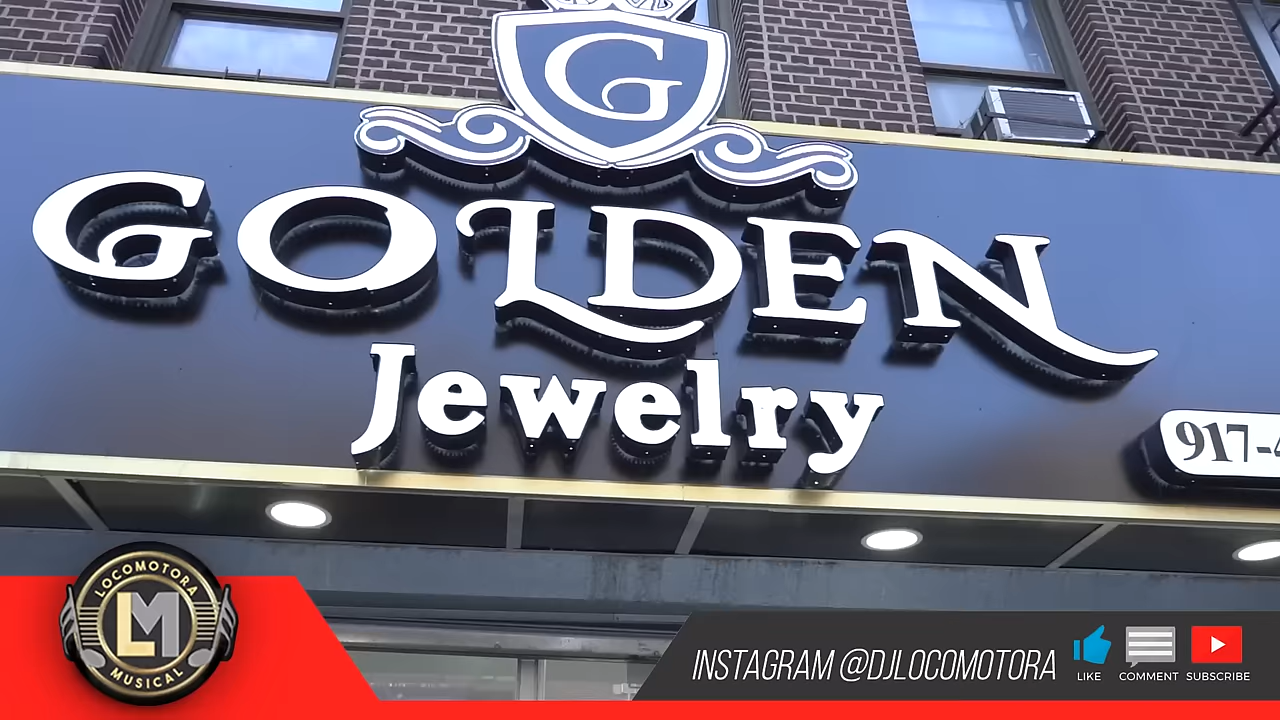 G
GOLDEN
Jewelry
917-4
LOCOMOTORA
LM
MUSICAL
INSTAGRAM @DJLOCOMOTORA
LIKE
COMMENT
SUBSCRIBE
G